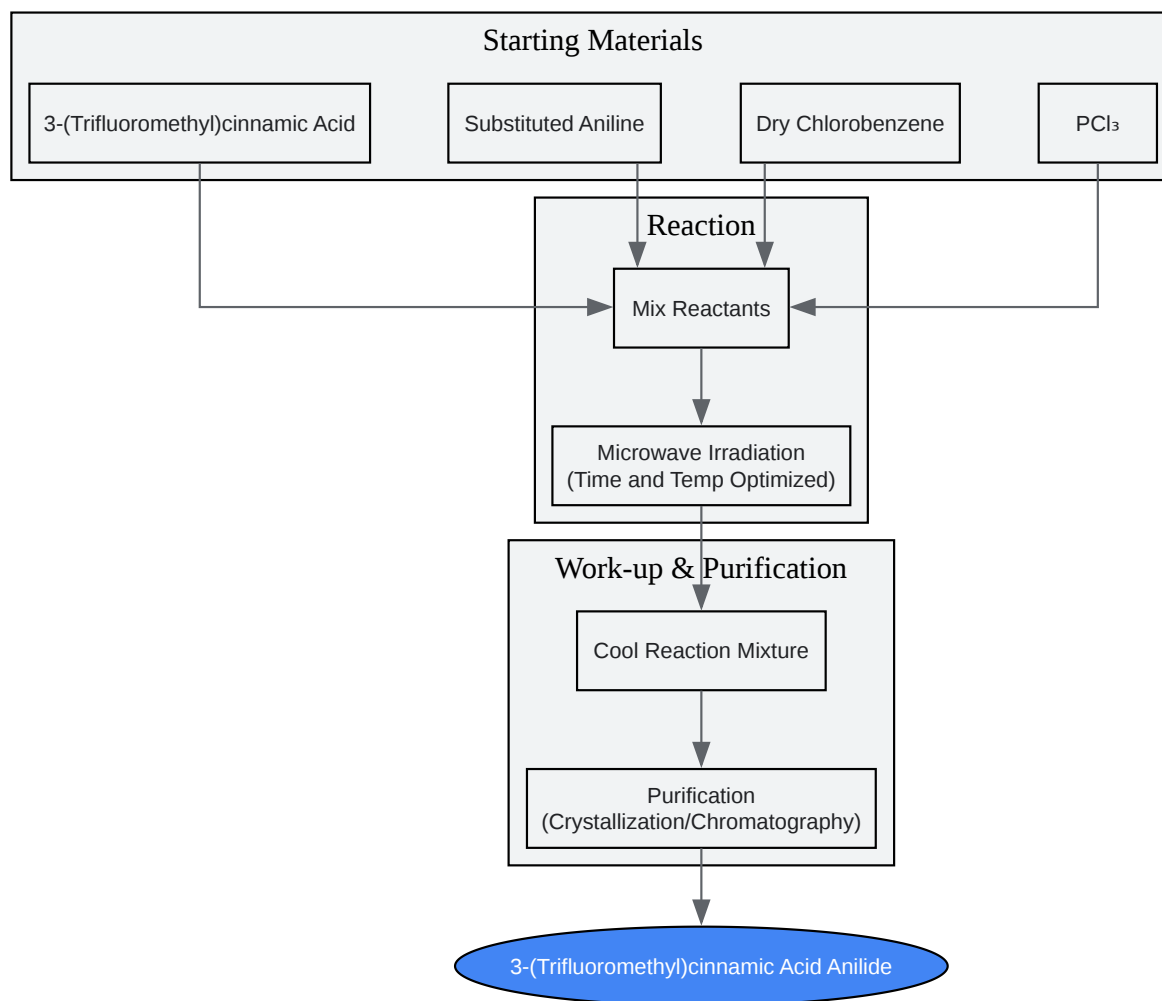 Starting Materials
3-(Trifluoromethyl)cinnamic Acid
Substituted Aniline
Dry Chlorobenzene
PCl₃
Reaction
Mix Reactants
Microwave Irradiation
(Time and Temp Optimized)
Work-up & Purification
Cool Reaction Mixture
Purification
(Crystallization/Chromatography)
3-(Trifluoromethyl)cinnamic Acid Anilide